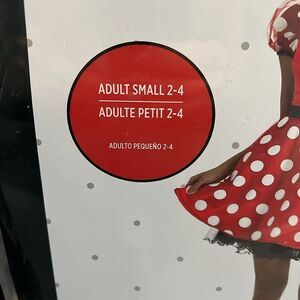 ADULT SMALL 2-4
ADULTE PETIT 2-4
ADULTO PEQUEÑO 2-4